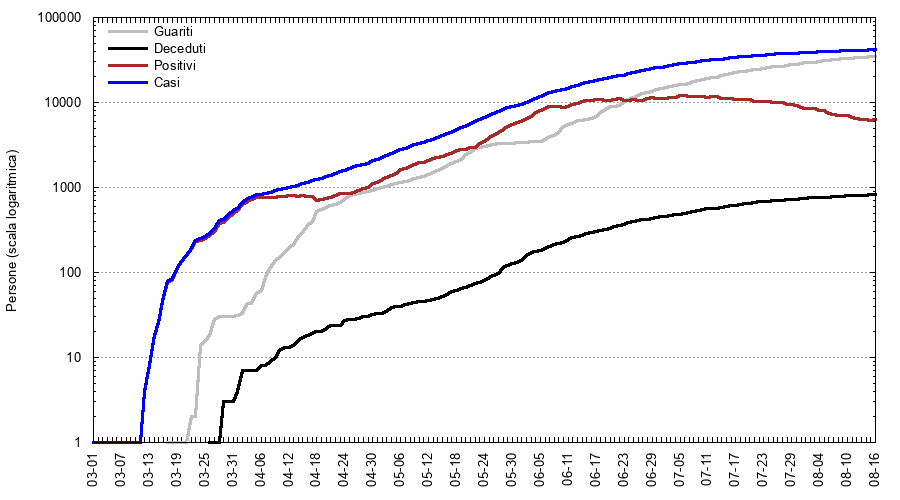 100000
10000
1000
100
10
1
Persone (scala logaritmica)
Guariti
Deceduti
Positivi
Casi
03-01 03-07 03-13 03-19 03-25 03-31 04-06 04-12 04-18 04-24 04-30 05-06 05-12 05-18 05-24 05-30 06-05 06-11 06-17 06-23 06-29 07-05 07-11 07-17 07-23 07-29 08-04 08-10 08-16